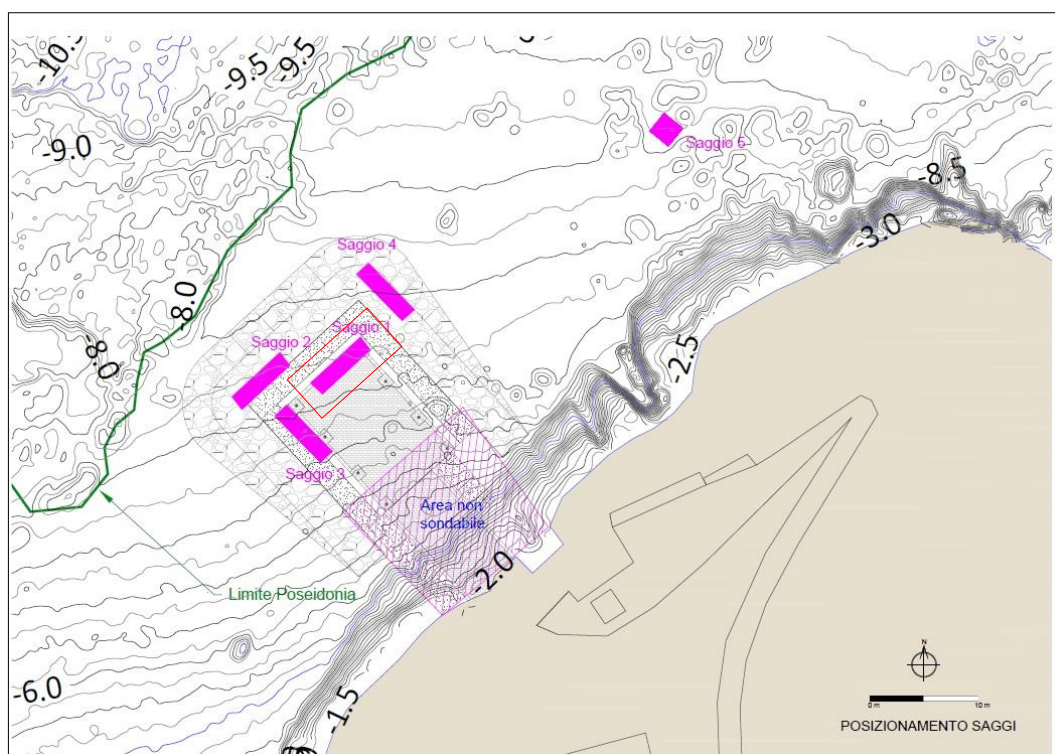 -10.
-9.5
-9.5
-9.0
Saggio 5
-8.5
-3.0
Saggio 4
-8.0
Saggio 1
Saggio 2
-8.0
-2.5
Saggio 3
Area non
sondabile
-2.0
Limite Poseidonia
N
-6.0
-1.5
0 m
10 m
POSIZIONAMENTO SAGGI